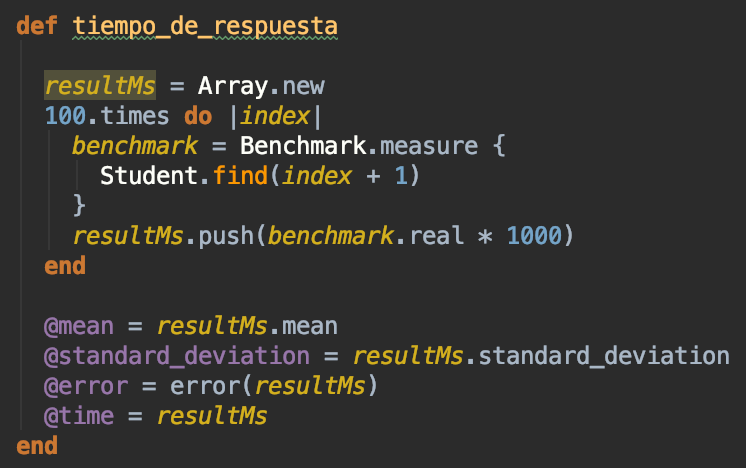 def tiempo_de_respuesta
resultMs = Array.new
100.times do |index|
benchmark = Benchmark.measure {
Student.find(index + 1)
}
resultMs.push(benchmark.real * 1000)
end
@mean = resultMs.mean
@standard_deviation = resultMs.standard_deviation
@error = error(resultMs)
@time = resultMs
end